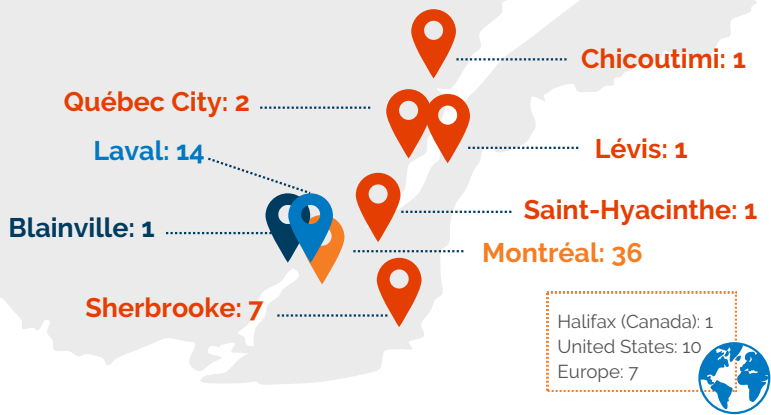 Chicoutimi: 1
Québec City: 2
Laval: 14
Lévis: 1
Saint-Hyacinthe: 1
Blainville: 1
Montréal: 36
Sherbrooke: 7
Halifax (Canada): 1
United States: 10
Europe: 7